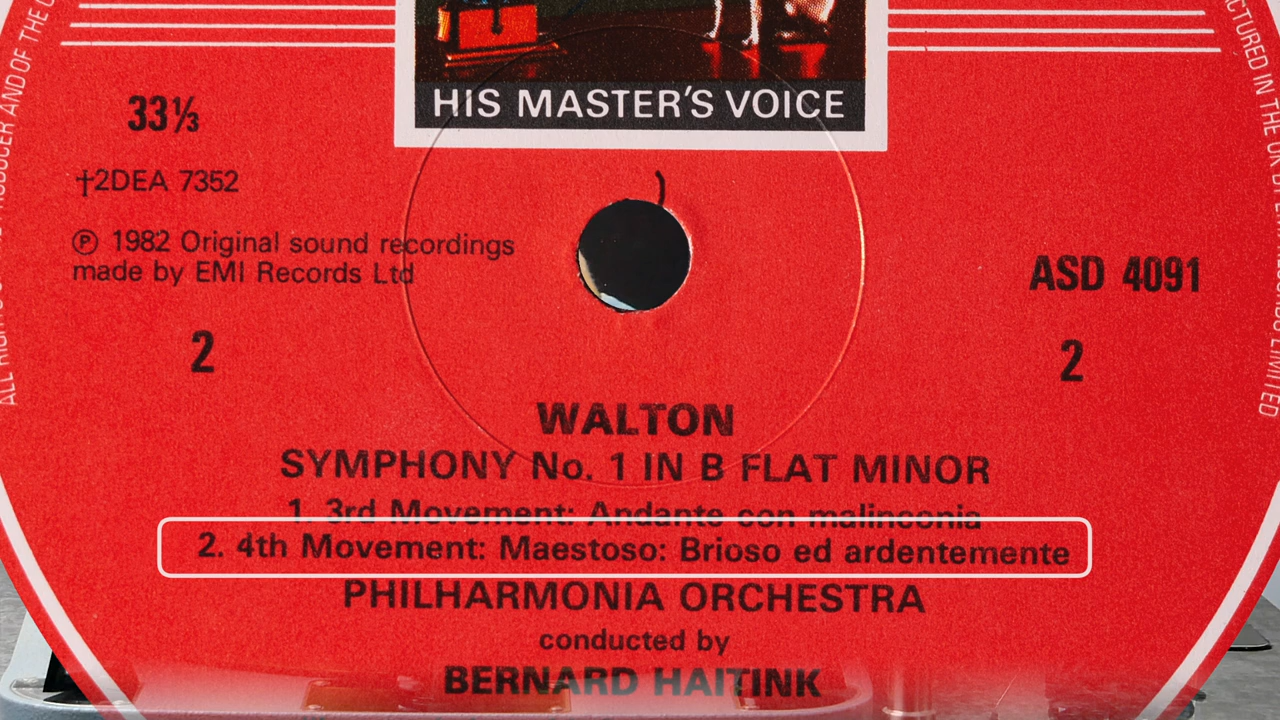 HIS MASTER'S VOICE
33⅓
†2DEA 7352
Ⓟ 1982 Original sound recordings
made by EMI Records Ltd
ASD 4091
2
2
WALTON
SYMPHONY No. 1 IN B FLAT MINOR
1. 3rd Movement: Andante con malinconia
2. 4th Movement: Maestoso: Brioso ed ardentemente
PHILHARMONIA ORCHESTRA
conducted by
BERNARD HAITINK